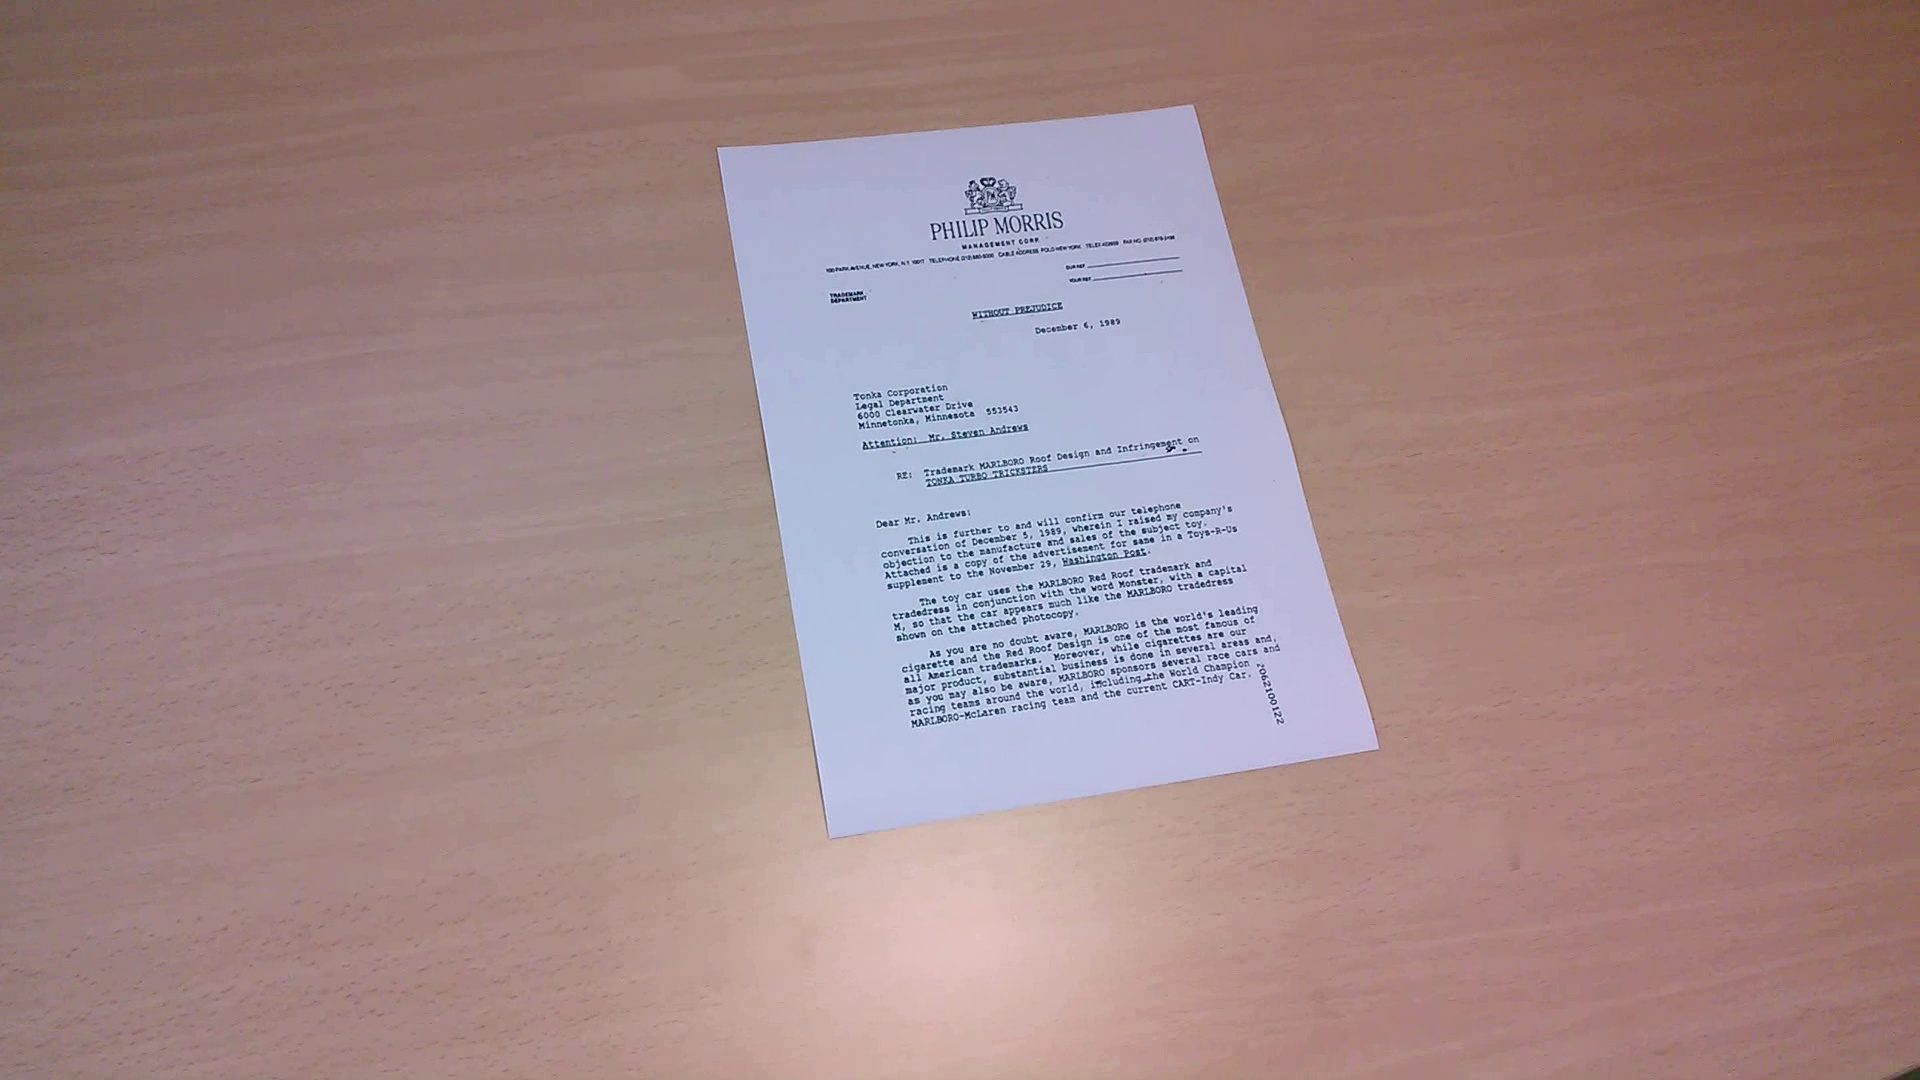 PHILIP MORRIS
MANAGEMENT CORP.
100 PARK AVENUE, NEW YORK, N.Y. 10017 TELEPHONE (212) 880-5000 CABLE ADDRESS: POLO NEW YORK TELEX FAX NO. (212)
OUR REF.
YOUR REF.
TRADEMARK
DEPARTMENT
WITHOUT PREJUDICE
December 6, 1989
Tonka Corporation
Legal Department
6000 Clearwater Drive
Minnetonka, Minnesota 553543
Attention: Mr. Steven Andrews
RE: Trademark MARLBORO Roof Design and Infringement on
TONKA TURBO TRICKSTERS
Dear Mr. Andrews:
This is further to and will confirm our telephone
conversation of December 5, 1989, wherein I raised my company's
objection to the manufacture and sales of the subject toy.
Attached is a copy of the advertisement for same in a Toys-R-Us
supplement to the November 29, Washington Post.
The toy car uses the MARLBORO Red Roof trademark and
tradedress in conjunction with the word Monster, with a capital
M, so that the car appears much like the MARLBORO tradedress
shown on the attached photocopy.
As you are no doubt aware, MARLBORO is the world's leading
cigarette and the Red Roof Design is one of the most famous of
all American trademarks. Moreover, while cigarettes are our
major product, substantial business is done in several areas and,
as you may also be aware, MARLBORO sponsors several race cars and
racing teams around the world, including the World Champion
MARLBORO-McLaren racing team and the current CART-Indy Car.
2062100122